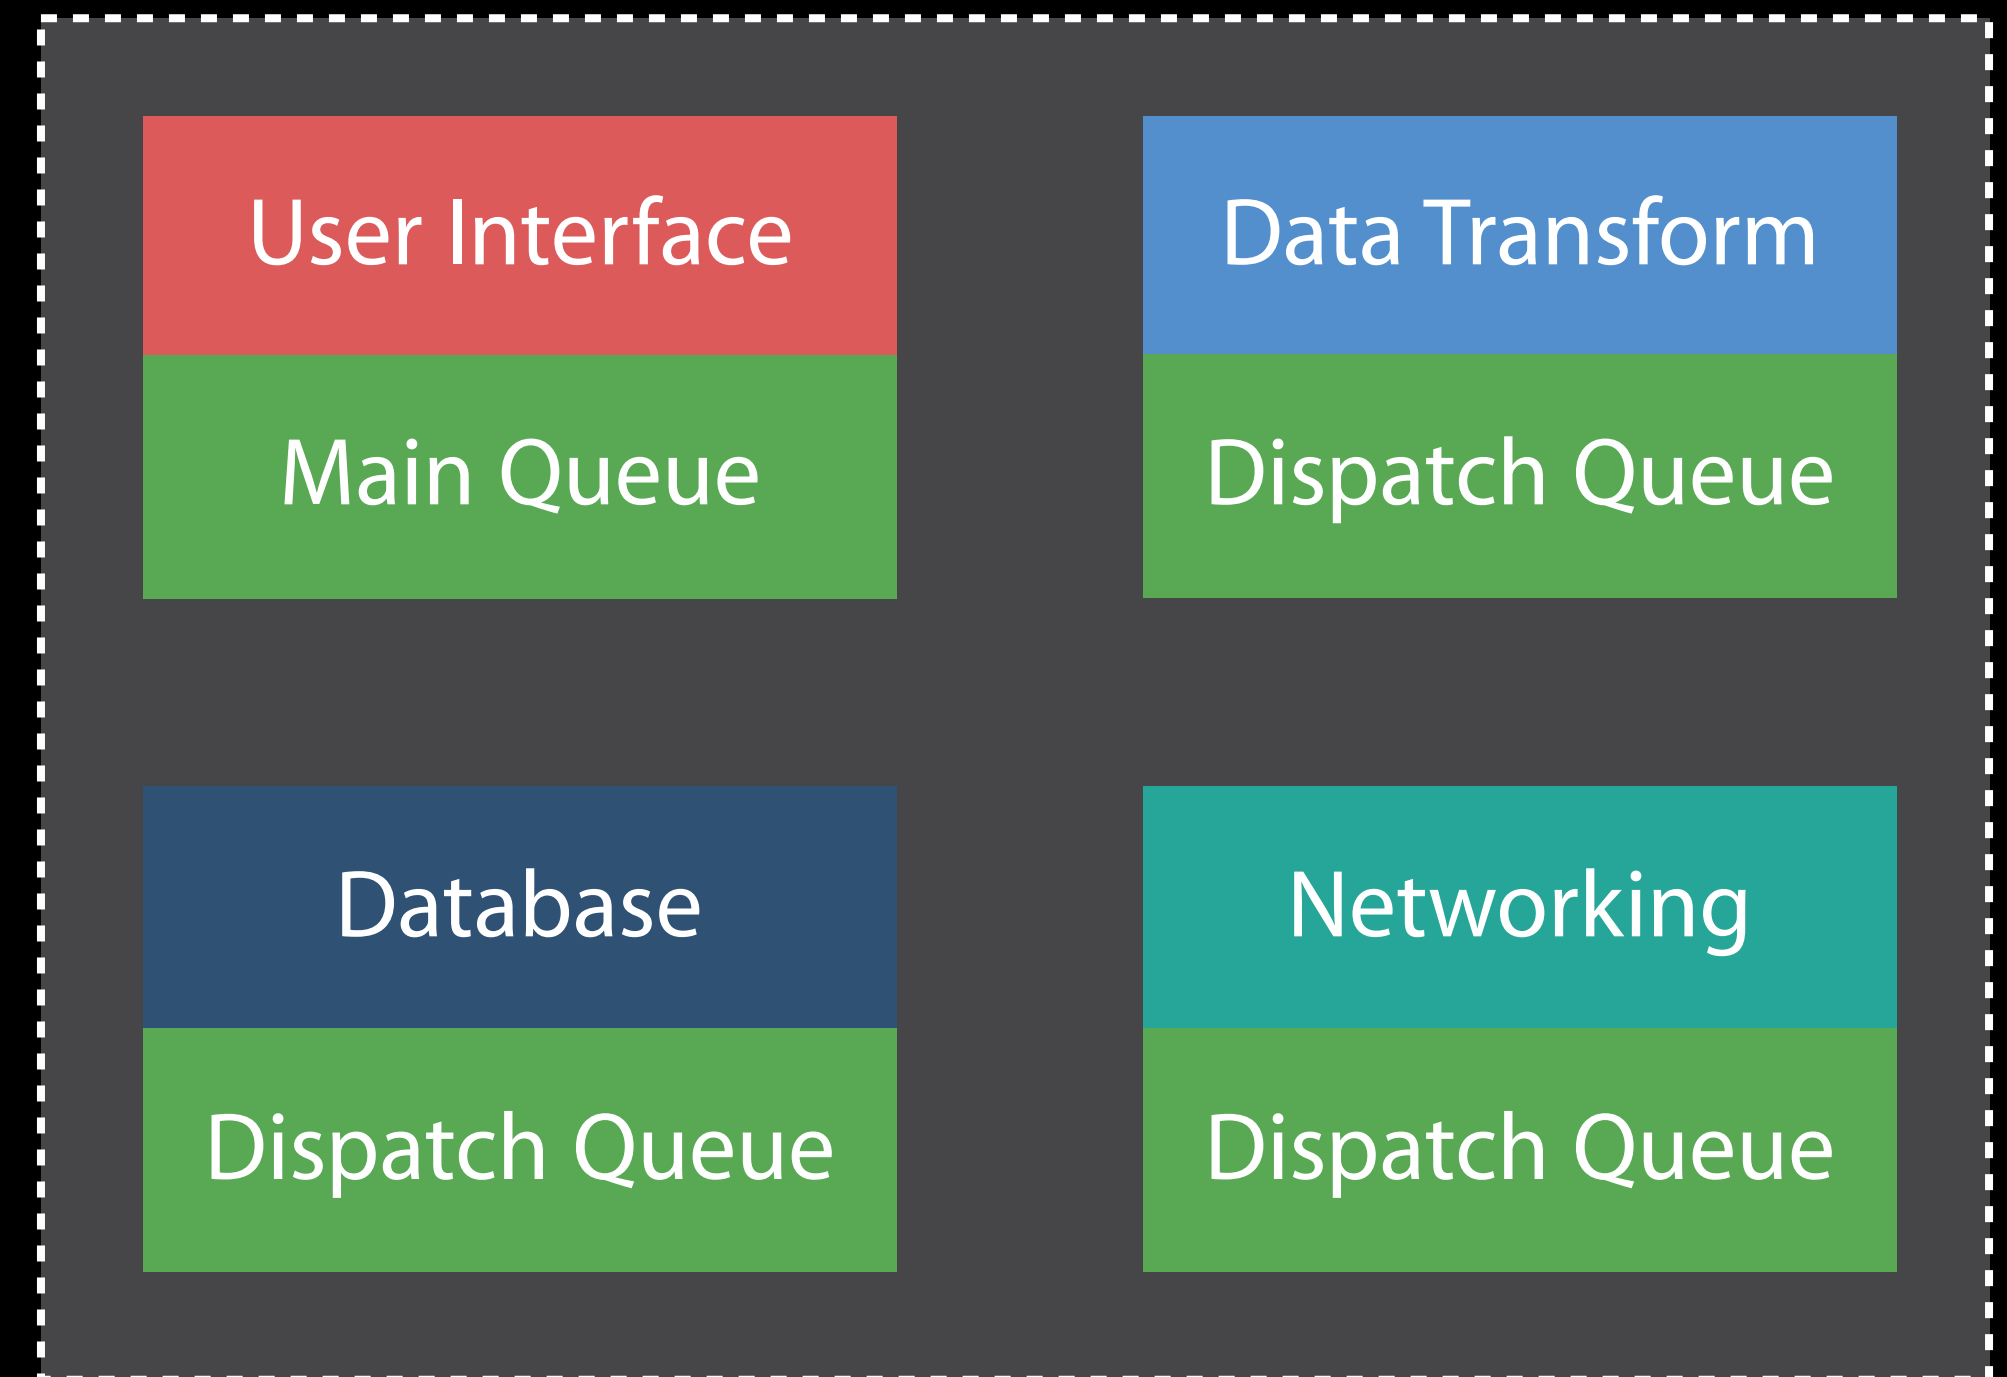 User Interface
Main Queue
Data Transform
Dispatch Queue
Database
Dispatch Queue
Networking
Dispatch Queue